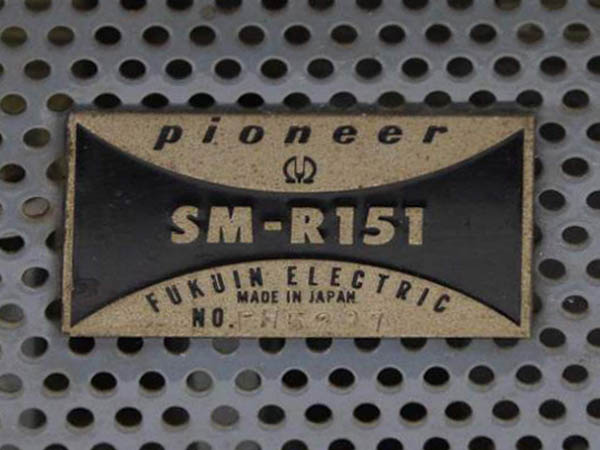 pioneer
SM-R151
FUKUIN ELECTRIC
MADE IN JAPAN
NO.